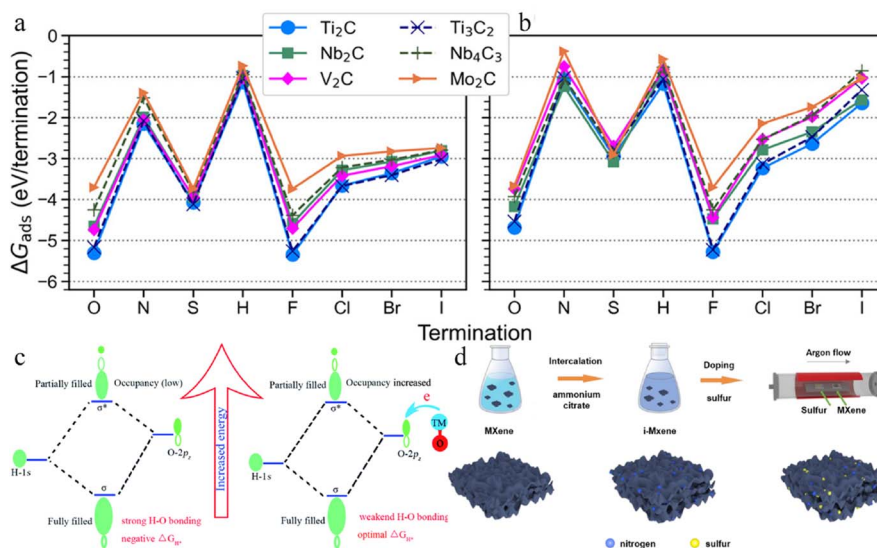 a
b
Ti2C
Ti3C2
Nb2C
Nb4C3
V2C
Mo2C
ΔGads (eV/termination)
0
−1
−2
−3
−4
−5
−6
O N S H F Cl Br I
O N S H F Cl Br I
Termination
c
Partially filled
Occupancy (low)
σ*
H-1s
O-2pz
σ
Fully filled
strong H-O bonding
negative △GH*
Increased energy
Partially filled
Occupancy increased
σ*
e
TM
O
H-1s
O-2pz
σ
Fully filled
weakend H-O bonding
optimal △GH*
d
Intercalation
ammonium
citrate
Doping
sulfur
Argon flow
Sulfur
MXene
MXene
i-Mxene
nitrogen
sulfur